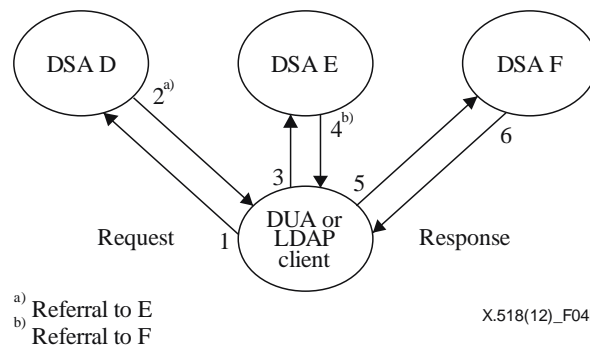 DSA D
DSA E
DSA F
2a)
4b)
6
3
5
DUA or
LDAP
client
Request
1
Response
a) Referral to E
b) Referral to F
X.518(12)_F04